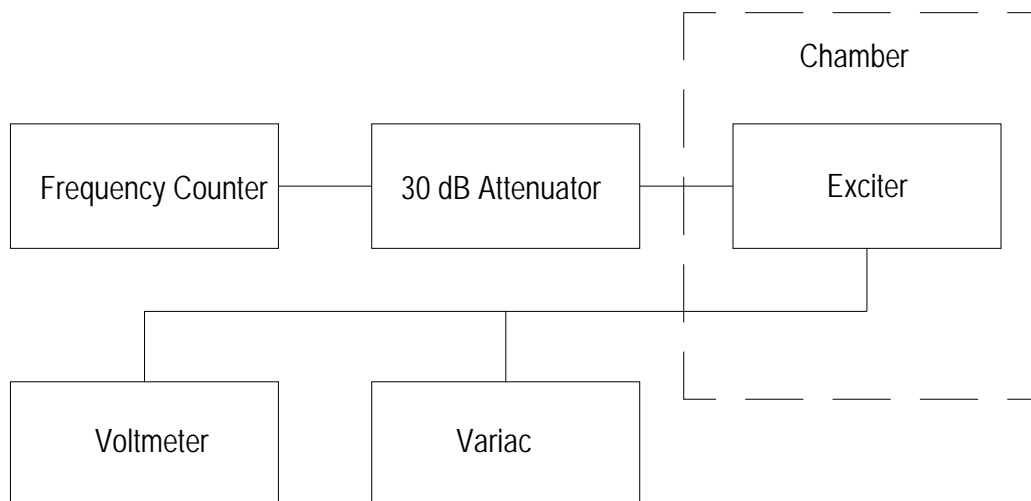 Chamber
Frequency Counter
30 dB Attenuator
Exciter
Voltmeter
Variac